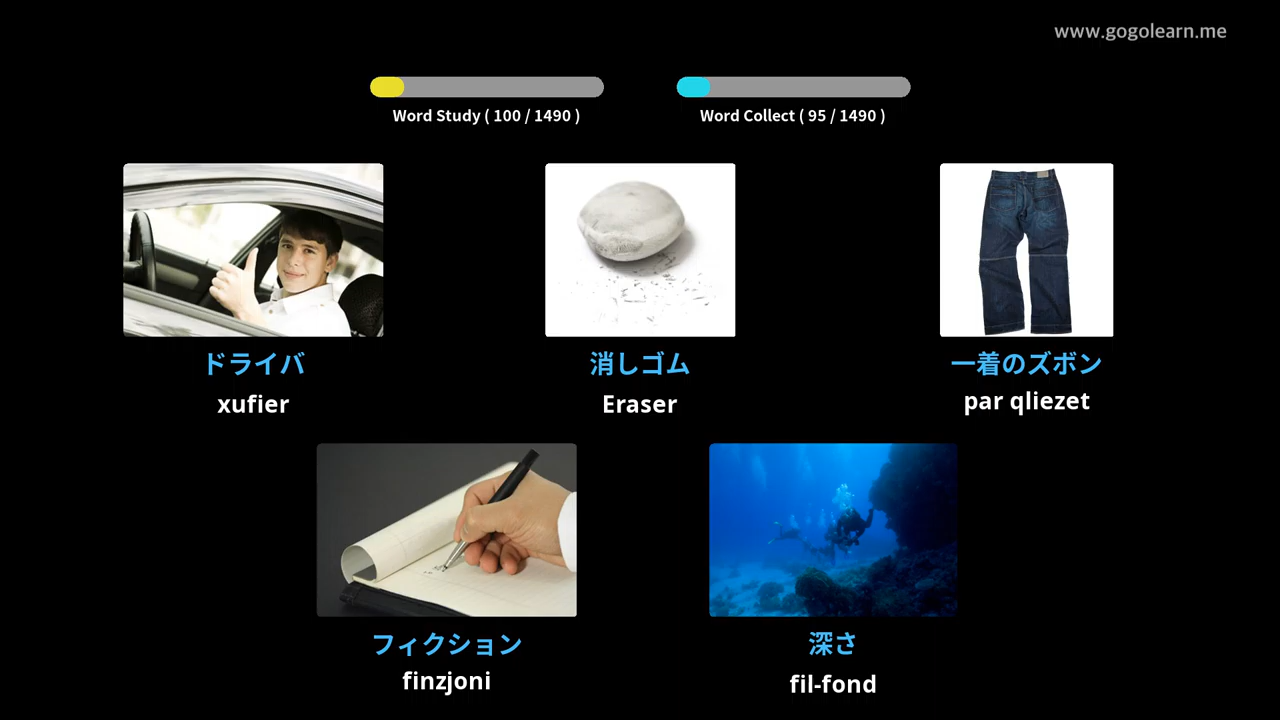 www.gogolearn.me
Word Study ( 100 / 1490 )
Word Collect ( 95 / 1490 )
ドライバ
xufier
消しゴム
Eraser
一着のズボン
par qliezet
フィクション
finzjoni
深さ
fil-fond